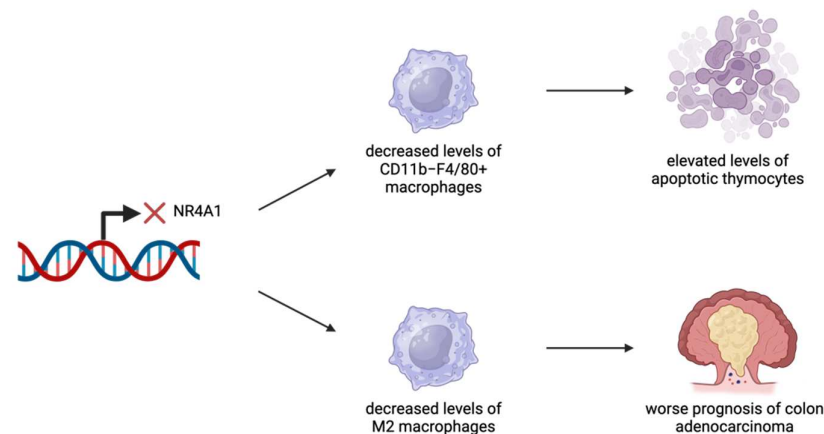 NR4A1
decreased levels of
CD11b-F4/80+
macrophages
elevated levels of
apoptotic thymocytes
decreased levels of
M2 macrophages
worse prognosis of colon
adenocarcinoma